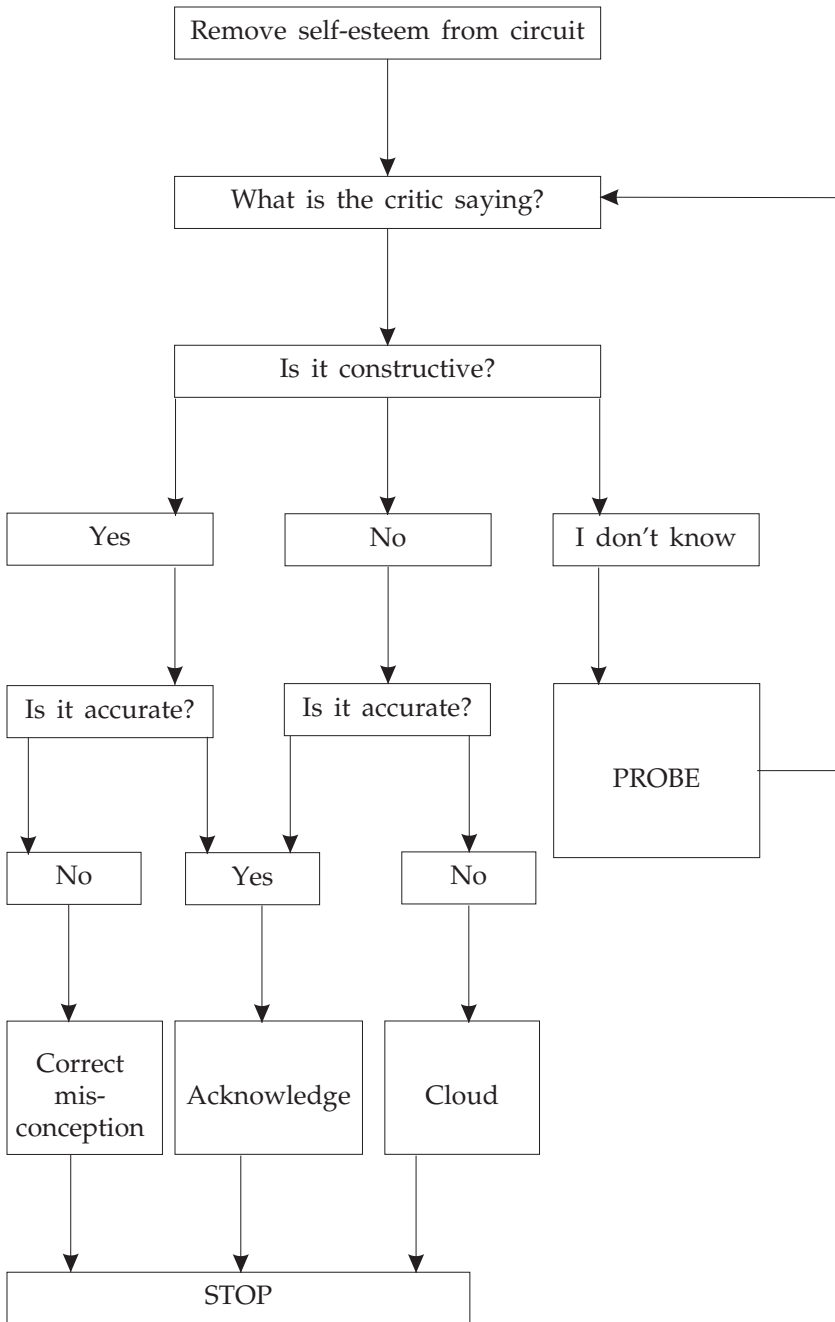 Remove self-esteem from circuit
What is the critic saying?
Is it constructive?
Yes
No
I don't know
Is it accurate?
Is it accurate?
PROBE
No
Yes
No
Correct
mis-
conception
Acknowledge
Cloud
STOP